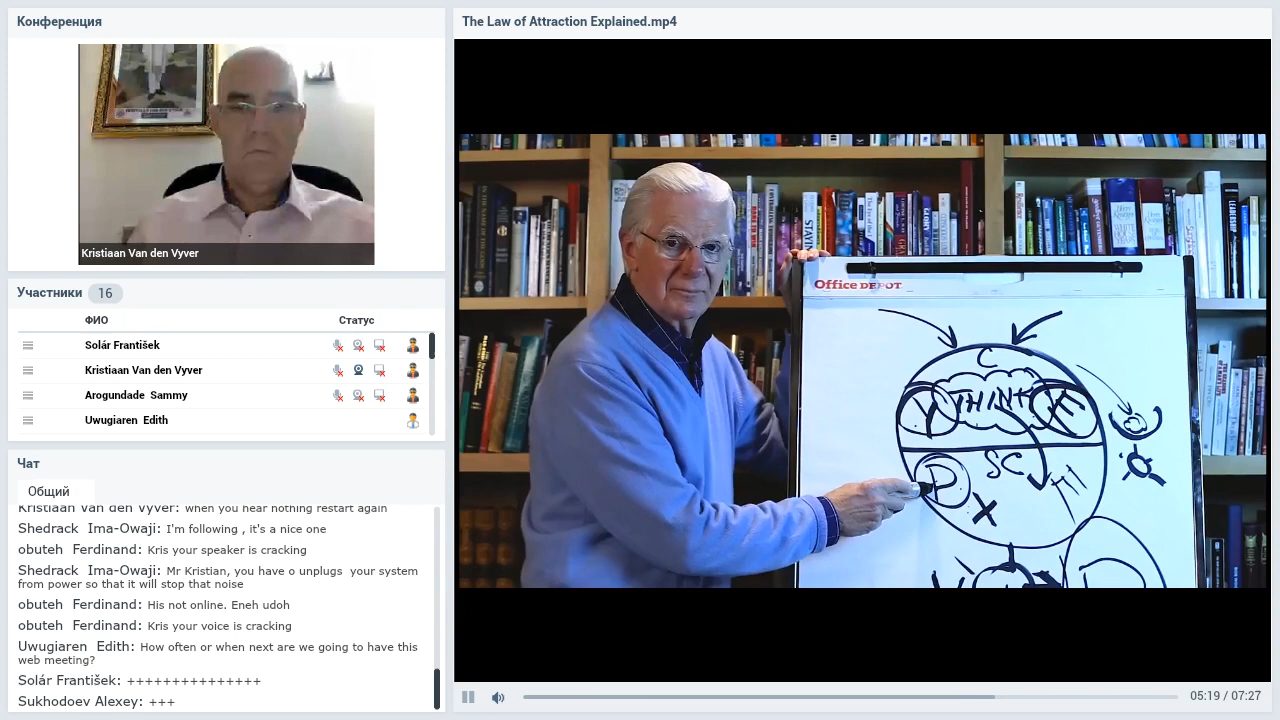 Конференция
Kristiaan Van den Vyver
Участники 16
ФИО Статус
Solár František
Kristiaan Van den Vyver
Arogundade Sammy
Uwugiaren Edith
Чат
Общий
Kristiaan Van den Vyver: when you hear nothing restart again
Shedrack Ima-Owaji: I'm following , it's a nice one
obuteh Ferdinand: Kris your speaker is cracking
Shedrack Ima-Owaji: Mr Kristian, you have o unplugs your system
from power so that it will stop that noise
obuteh Ferdinand: His not online. Eneh udoh
obuteh Ferdinand: Kris your voice is cracking
Uwugiaren Edith: How often or when next are we going to have this
web meeting?
Solár František: +++++++++++++++
Sukhodoev Alexey: +++
The Law of Attraction Explained.mp4
Office DEPOT
C
THINK
SC
P
X
05:19 / 07:27